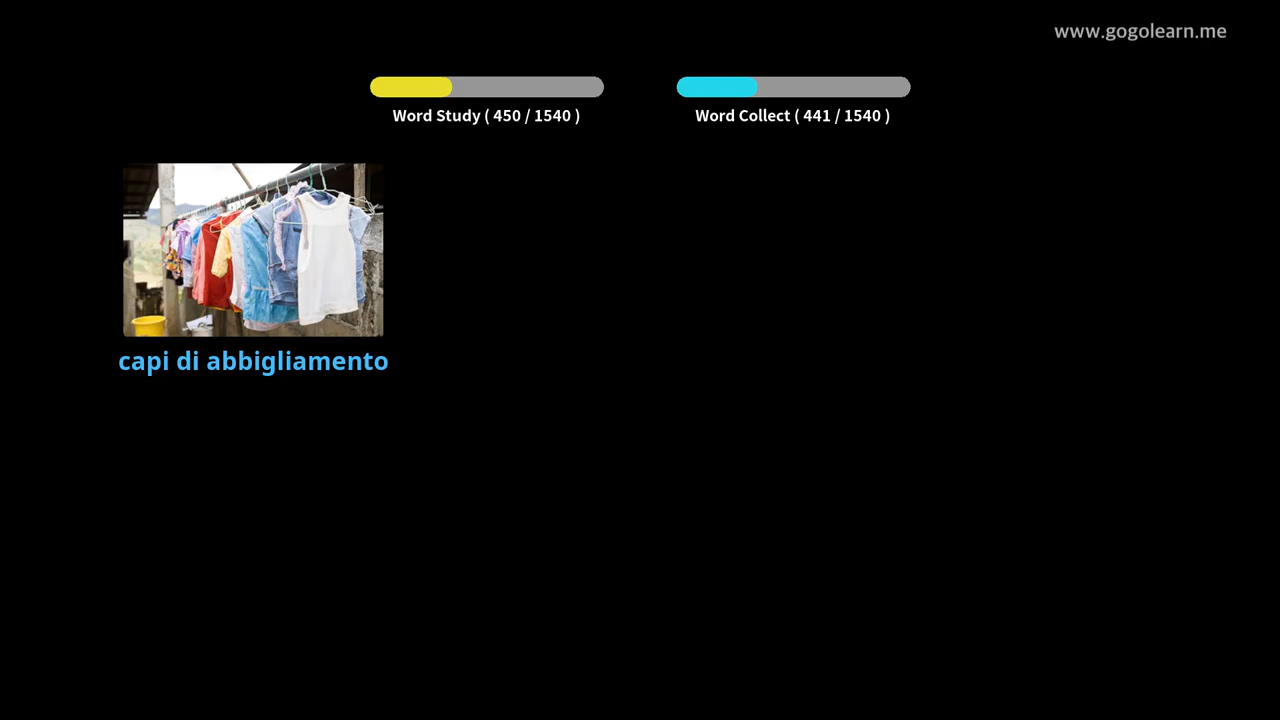 www.gogolearn.me
Word Study ( 450 / 1540 )
Word Collect ( 441 / 1540 )
capi di abbigliamento